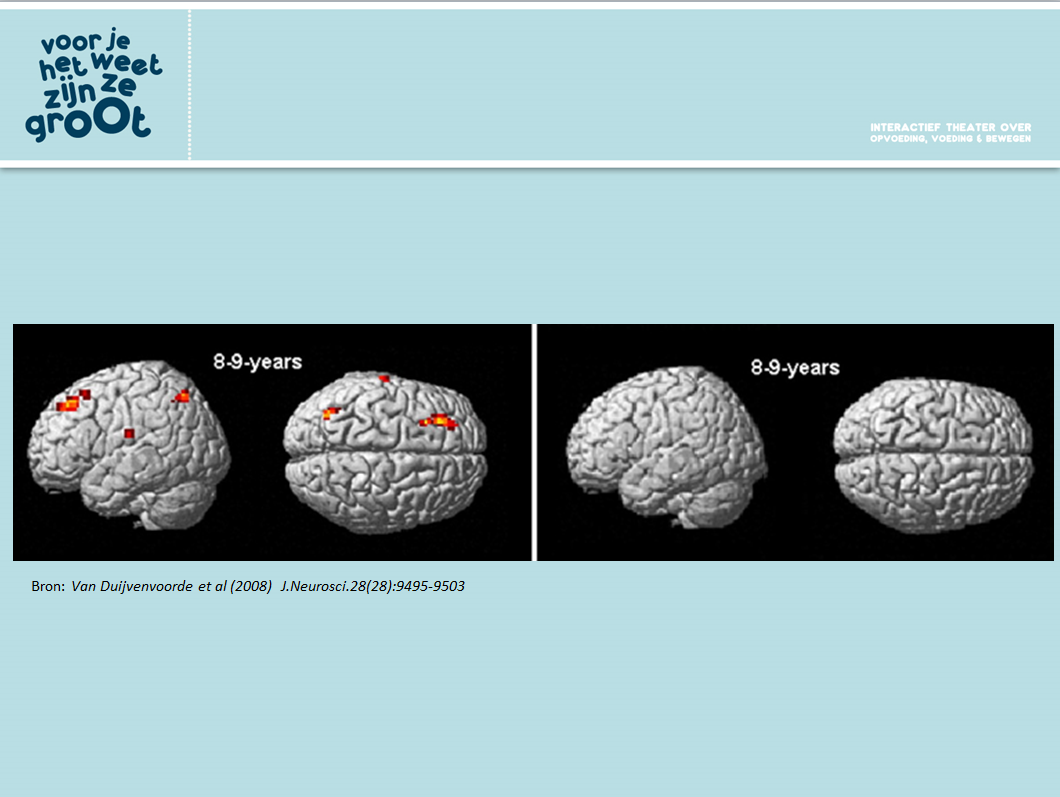 voor je
het weet
zijn ze
groot
INTERACTIEF THEATER OVER
OPVOEDING, VOEDING & BEWEGEN
8-9-years
8-9-years
Bron: Van Duijvenvoorde et al (2008) J.Neurosci.28(28):9495-9503